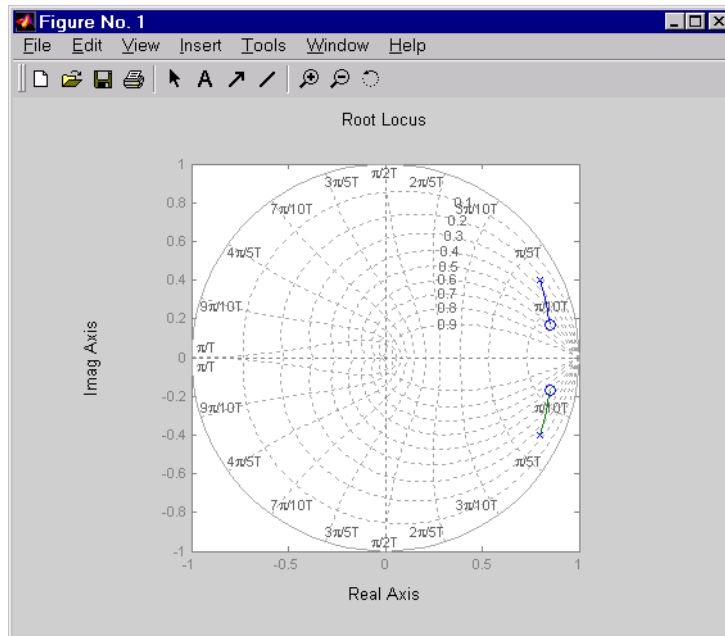 Figure No. 1
File Edit View Insert Tools Window Help
A
Root Locus
1
0.8
0.6
0.4
0.2
0
-0.2
-0.4
-0.6
-0.8
-1
Imag Axis
π/2T
3π/5T
2π/5T
7π/10T
3π/10T
4π/5T
π/5T
9π/10T
π/10T
π/T
π/T
9π/10T
π/10T
4π/5T
π/5T
7π/10T
3π/10T
3π/5T
2π/5T
π/2T
0.1
0.2
0.3
0.4
0.5
0.6
0.7
0.8
0.9
-1 -0.5 0 0.5 1
Real Axis